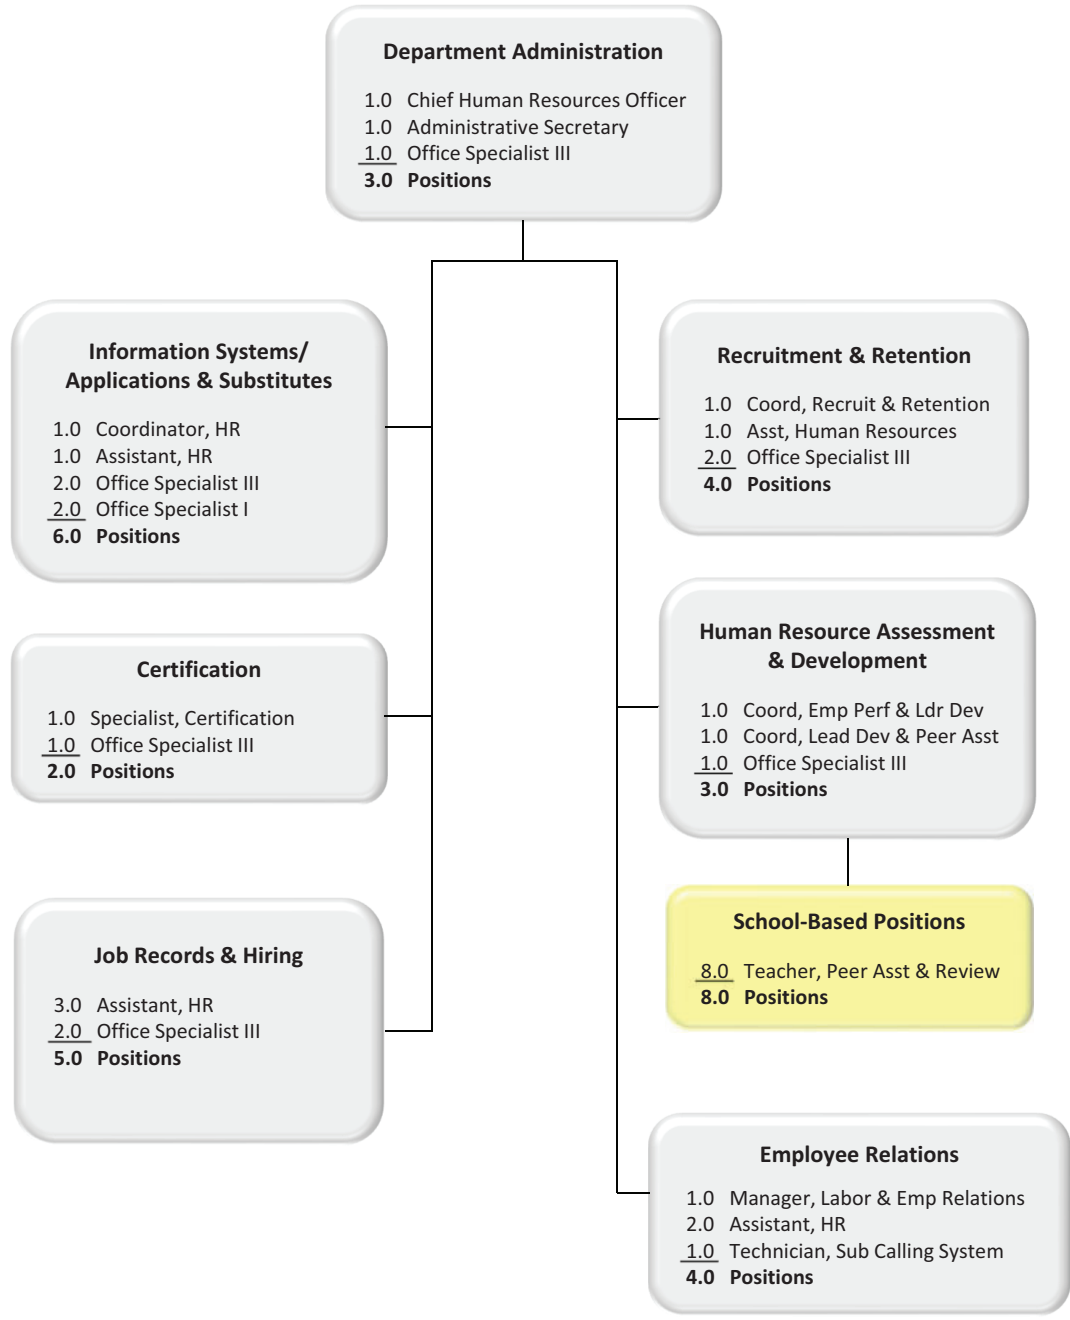 Department Administration
1.0 Chief Human Resources Officer
1.0 Administrative Secretary
1.0 Office Specialist III
3.0 Positions
Information Systems/
Applications & Substitutes
1.0 Coordinator, HR
1.0 Assistant, HR
2.0 Office Specialist III
2.0 Office Specialist I
6.0 Positions
Certification
1.0 Specialist, Certification
1.0 Office Specialist III
2.0 Positions
Job Records & Hiring
3.0 Assistant, HR
2.0 Office Specialist III
5.0 Positions
Recruitment & Retention
1.0 Coord, Recruit & Retention
1.0 Asst, Human Resources
2.0 Office Specialist III
4.0 Positions
Human Resource Assessment
& Development
1.0 Coord, Emp Perf & Ldr Dev
1.0 Coord, Lead Dev & Peer Asst
1.0 Office Specialist III
3.0 Positions
School-Based Positions
8.0 Teacher, Peer Asst & Review
8.0 Positions
Employee Relations
1.0 Manager, Labor & Emp Relations
2.0 Assistant, HR
1.0 Technician, Sub Calling System
4.0 Positions